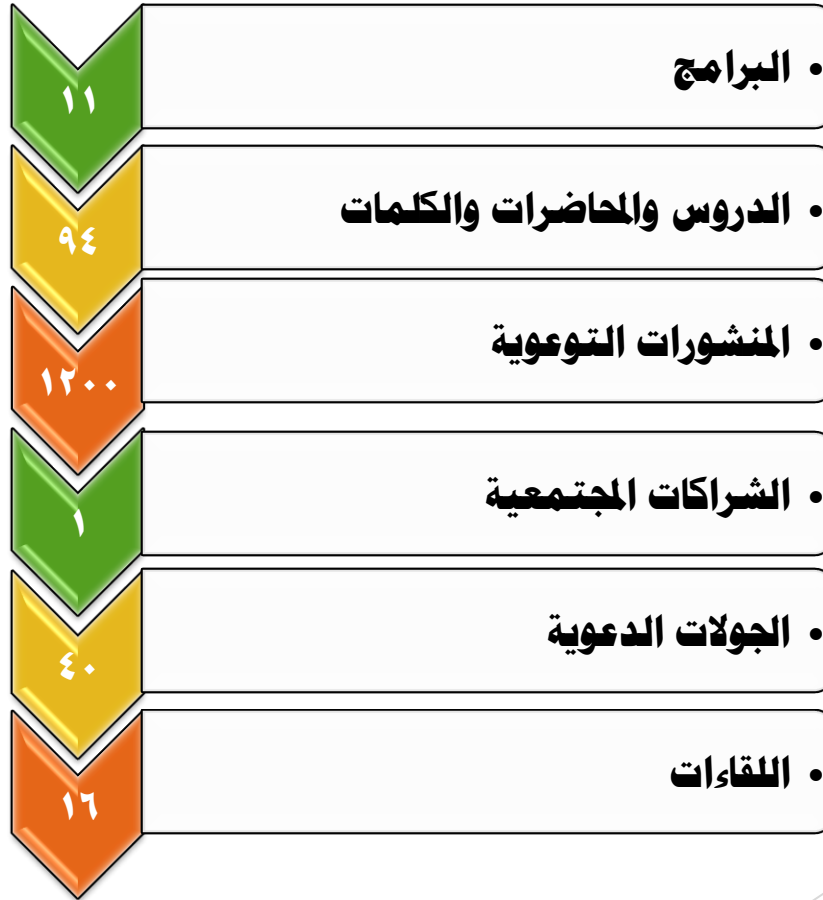 • البرامج
١١
• الدروس والمحاضرات والكلمات
٩٤
• المنشورات التوعوية
١٢٠٠
• الشراكات المجتمعية
١
• الجولات الدعوية
٤٠
• اللقاءات
١٦